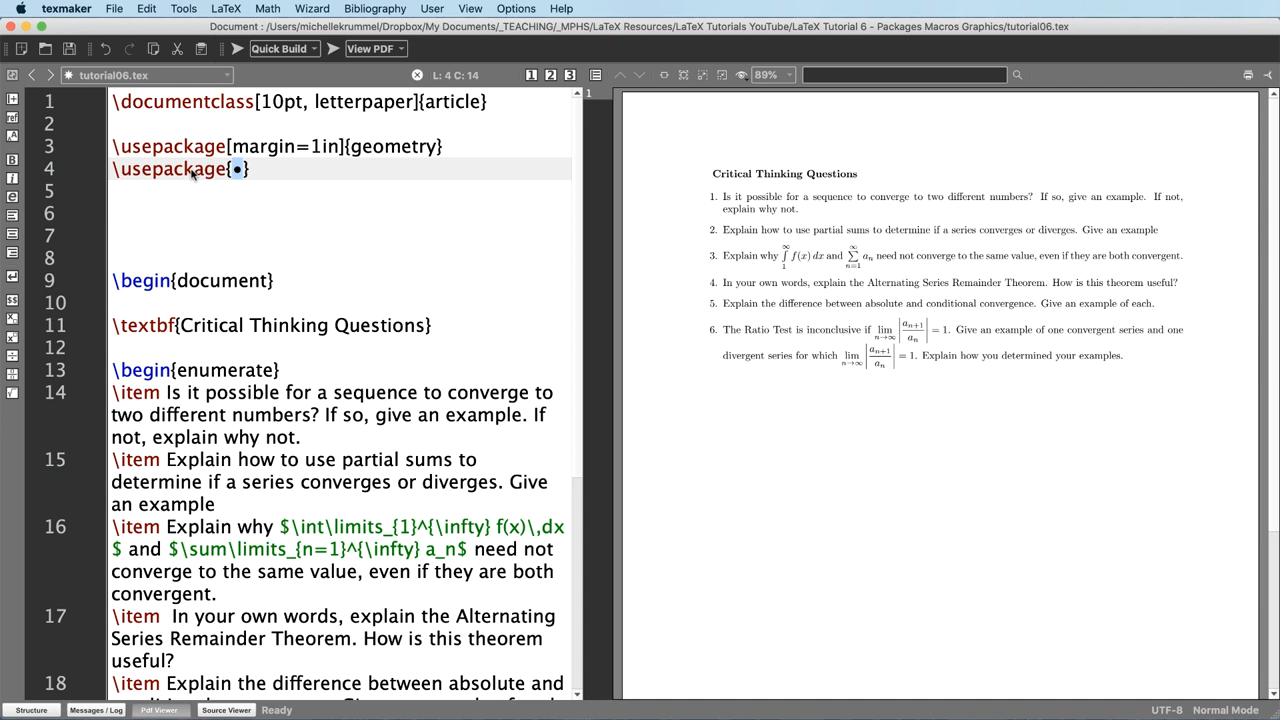 texmaker File Edit Tools LaTeX Math Wizard Bibliography User View Options Help
Document : /Users/michellekrummel/Dropbox/My Documents/_TEACHING/_MPHS/LaTeX Resources/LaTeX Tutorials YouTubes/LaTeX Tutorial 6 - Packages Macros Graphics/tutorial06.tex
Quick Build View PDF
tutorial06.tex L: 4 C: 14 1 2 3 89%
1 \documentclass[10pt, letterpaper]{article}
2
3 \usepackage[margin=1in]{geometry}
4 \usepackage{•}
5
6
7
8
9 \begin{document}
10
11 \textbf{Critical Thinking Questions}
12
13 \begin{enumerate}
14 \item Is it possible for a sequence to converge to
two different numbers? If so, give an example. If
not, explain why not.
15 \item Explain how to use partial sums to
determine if a series converges or diverges. Give
an example
16 \item Explain why $\int\limits_{1}^{\infty} f(x)\,dx
$ and $\sum\limits_{n=1}^{\infty} a_n$ need not
converge to the same value, even if they are both
convergent.
17 \item In your own words, explain the Alternating
Series Remainder Theorem. How is this theorem
useful?
18 \item Explain the difference between absolute and
1
Critical Thinking Questions
1. Is it possible for a sequence to converge to two different numbers? If so, give an example. If not,
explain why not.
2. Explain how to use partial sums to determine if a series converges or diverges. Give an example
3. Explain why ∫₁^∞ f(x) dx and ∑_{n=1}^∞ aₙ need not converge to the same value, even if they are both convergent.
4. In your own words, explain the Alternating Series Remainder Theorem. How is this theorem useful?
5. Explain the difference between absolute and conditional convergence. Give an example of each.
6. The Ratio Test is inconclusive if lim_{n→∞} |aₙ₊₁/aₙ| = 1. Give an example of one convergent series and one
divergent series for which lim_{n→∞} |aₙ₊₁/aₙ| = 1. Explain how you determined your examples.
Structure Messages / Log Pdf Viewer Source Viewer Ready UTF-8 Normal Mode